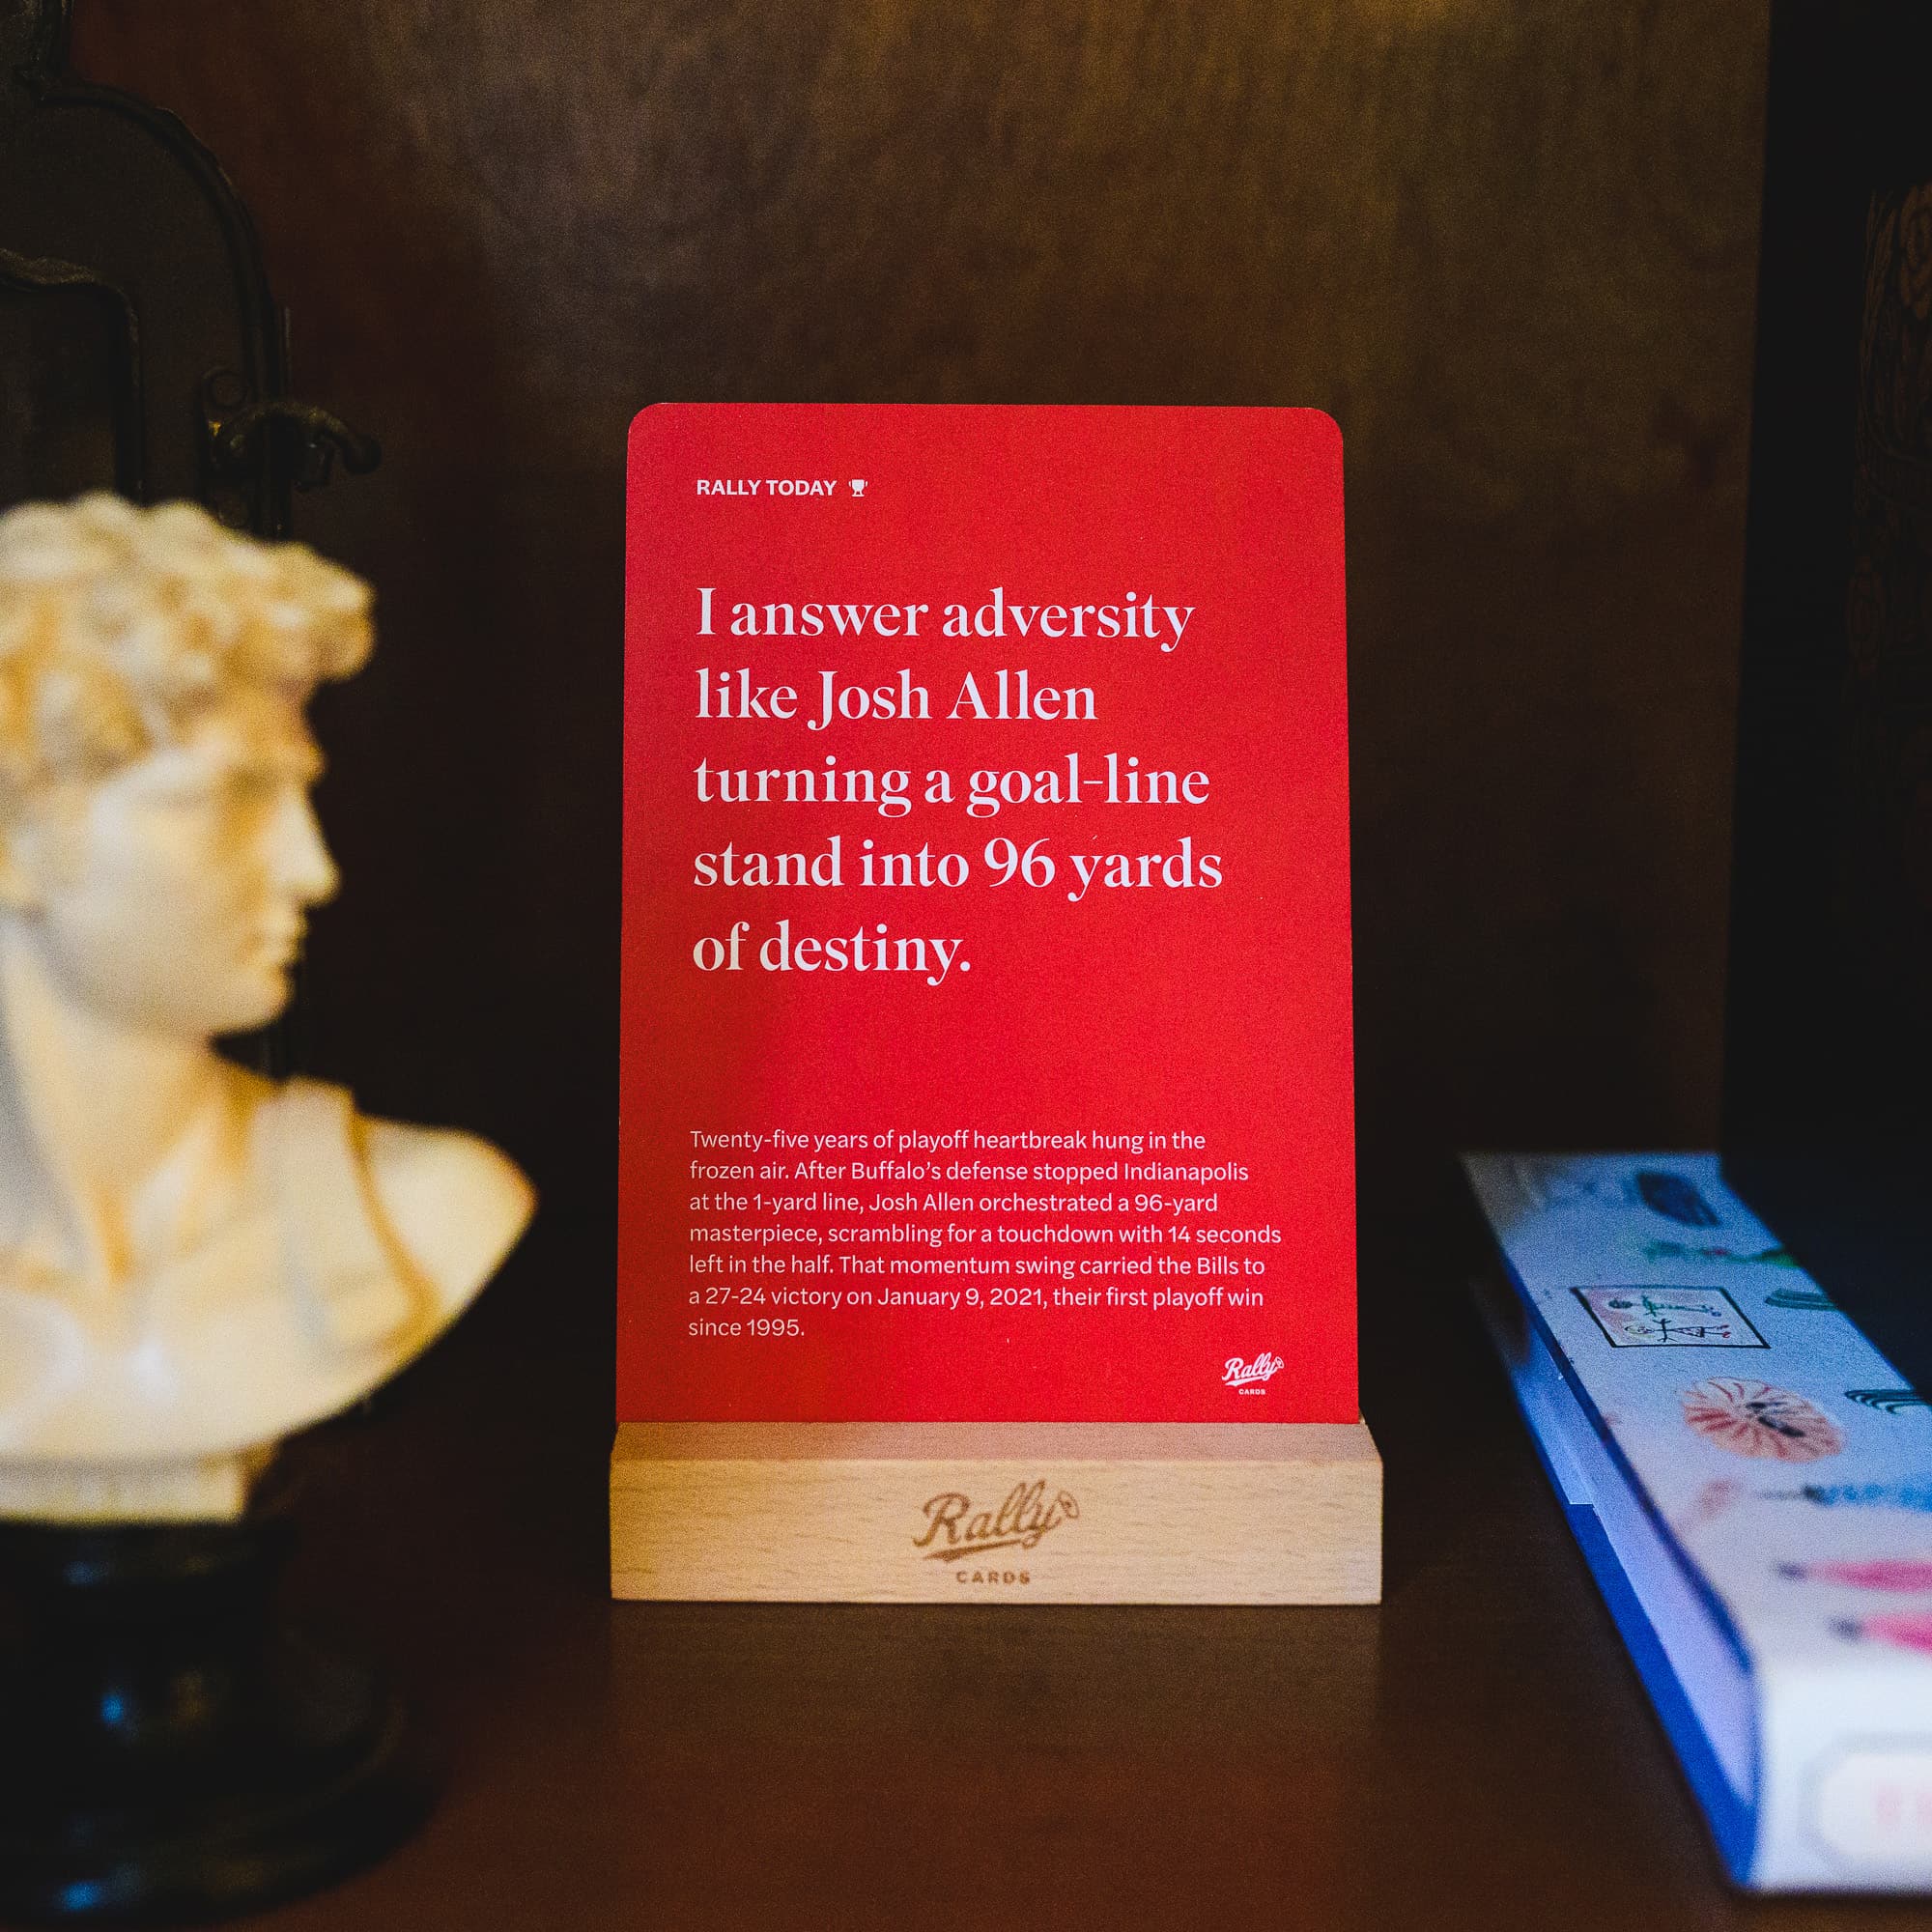 RALLY TODAY
I answer adversity
like Josh Allen
turning a goal-line
stand into 96 yards
of destiny.
Twenty-five years of playoff heartbreak hung in the
frozen air. After Buffalo’s defense stopped Indianapolis
at the 1-yard line, Josh Allen orchestrated a 96-yard
masterpiece, scrambling for a touchdown with 14 seconds
left in the half. That momentum swing carried the Bills to
a 27-24 victory on January 9, 2021, their first playoff win
since 1995.
Rally
CARDS
Rally
CARDS